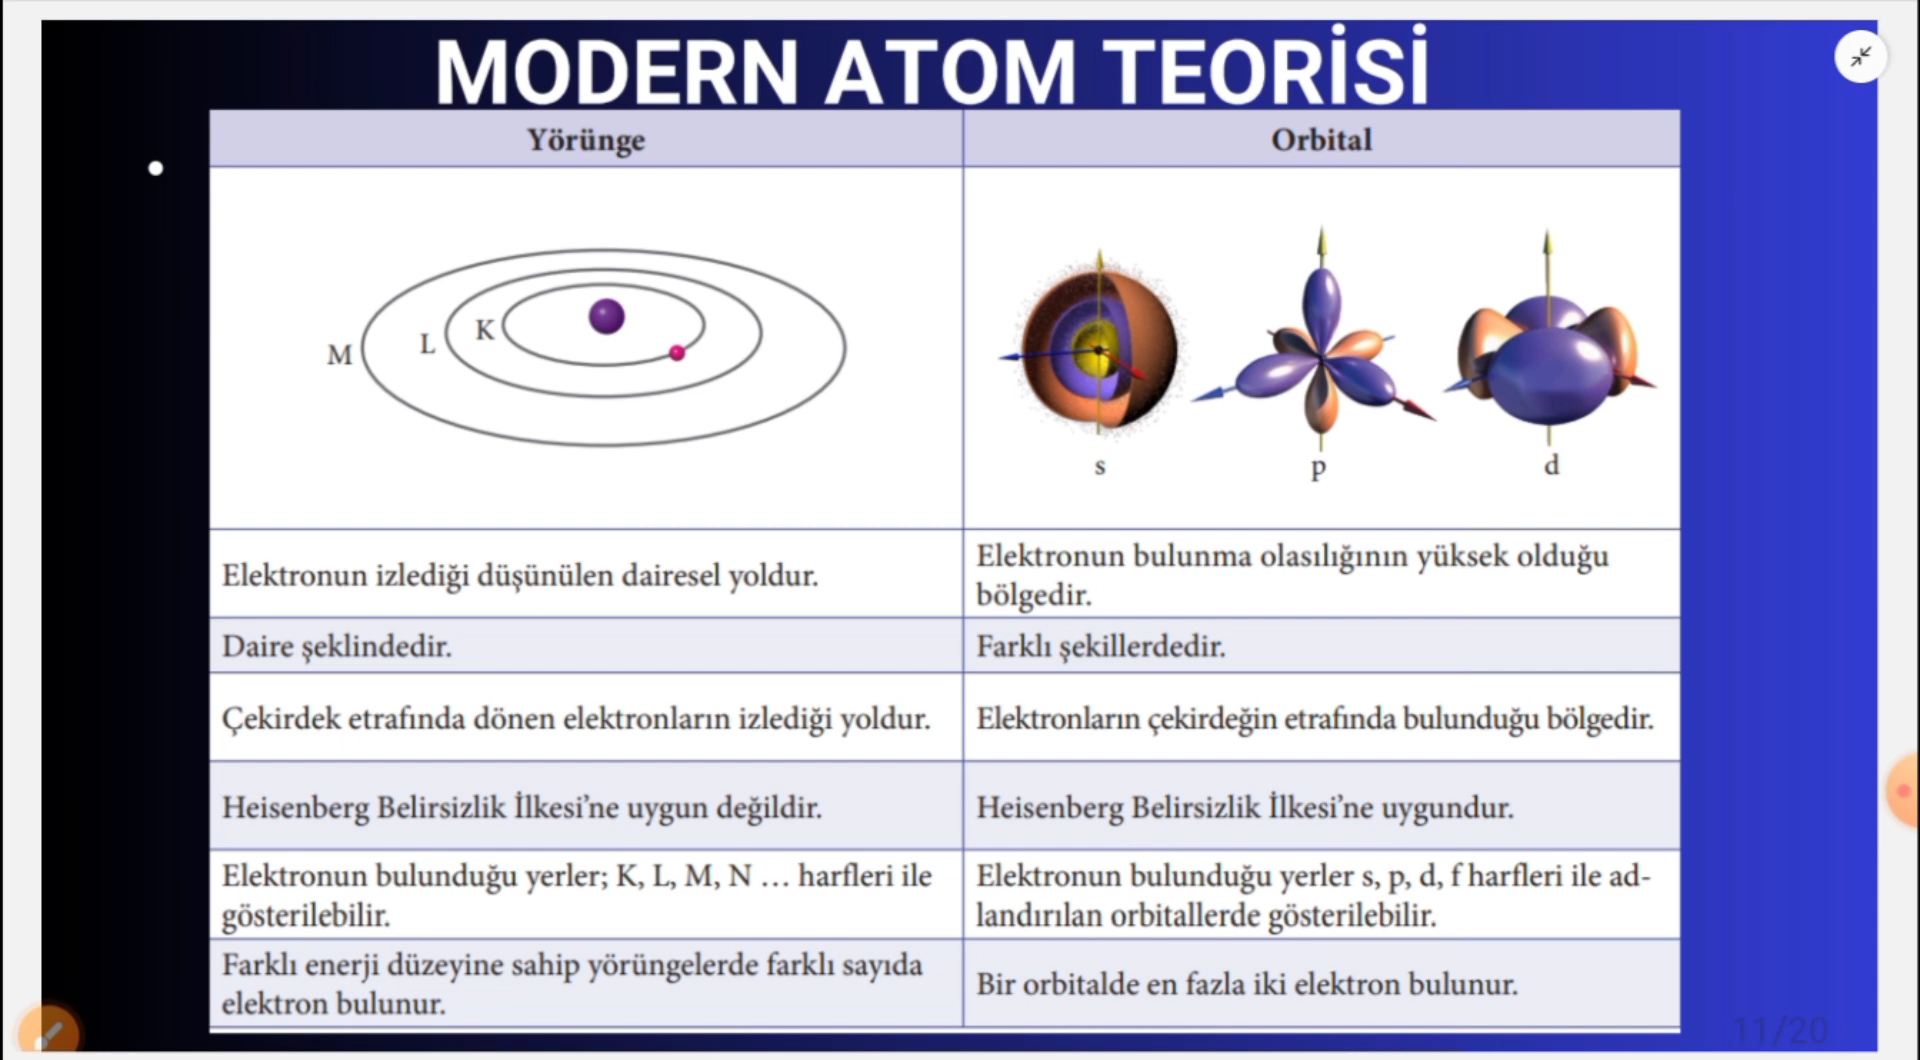 MODERN ATOM TEORİSİ
Yörünge
Orbital
M
L
K
s
p
d
Elektronun izlediği düşünülen dairesel yoldur.
Elektronun bulunma olasılığının yüksek olduğu
bölgedir.
Daire şeklindedir.
Farklı şekillerdedir.
Çekirdek etrafında dönen elektronların izlediği yoldur.
Elektronların çekirdeğin etrafında bulunduğu bölgedir.
Heisenberg Belirsizlik İlkesi’ne uygun değildir.
Heisenberg Belirsizlik İlkesi’ne uygundur.
Elektronun bulunduğu yerler; K, L, M, N … harfleri ile
gösterilebilir.
Elektronun bulunduğu yerler s, p, d, f harfleri ile ad-
landırılan orbitallerde gösterilebilir.
Farklı enerji düzeyine sahip yörüngelerde farklı sayıda
elektron bulunur.
Bir orbitalde en fazla iki elektron bulunur.
11/20